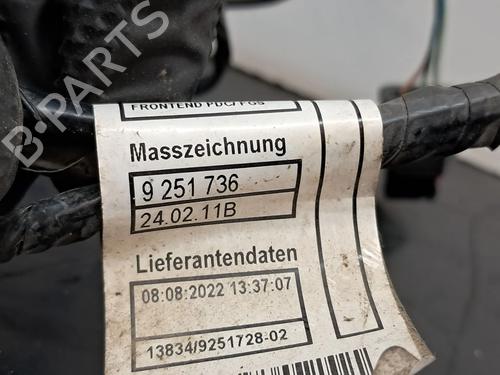 B-PARTS
FRONTEND PDC/FGS
Masszeichnung
9 251 736
24.02.11B
Lieferantendaten
08:08:2022 13:37:07
13834/9251728-02